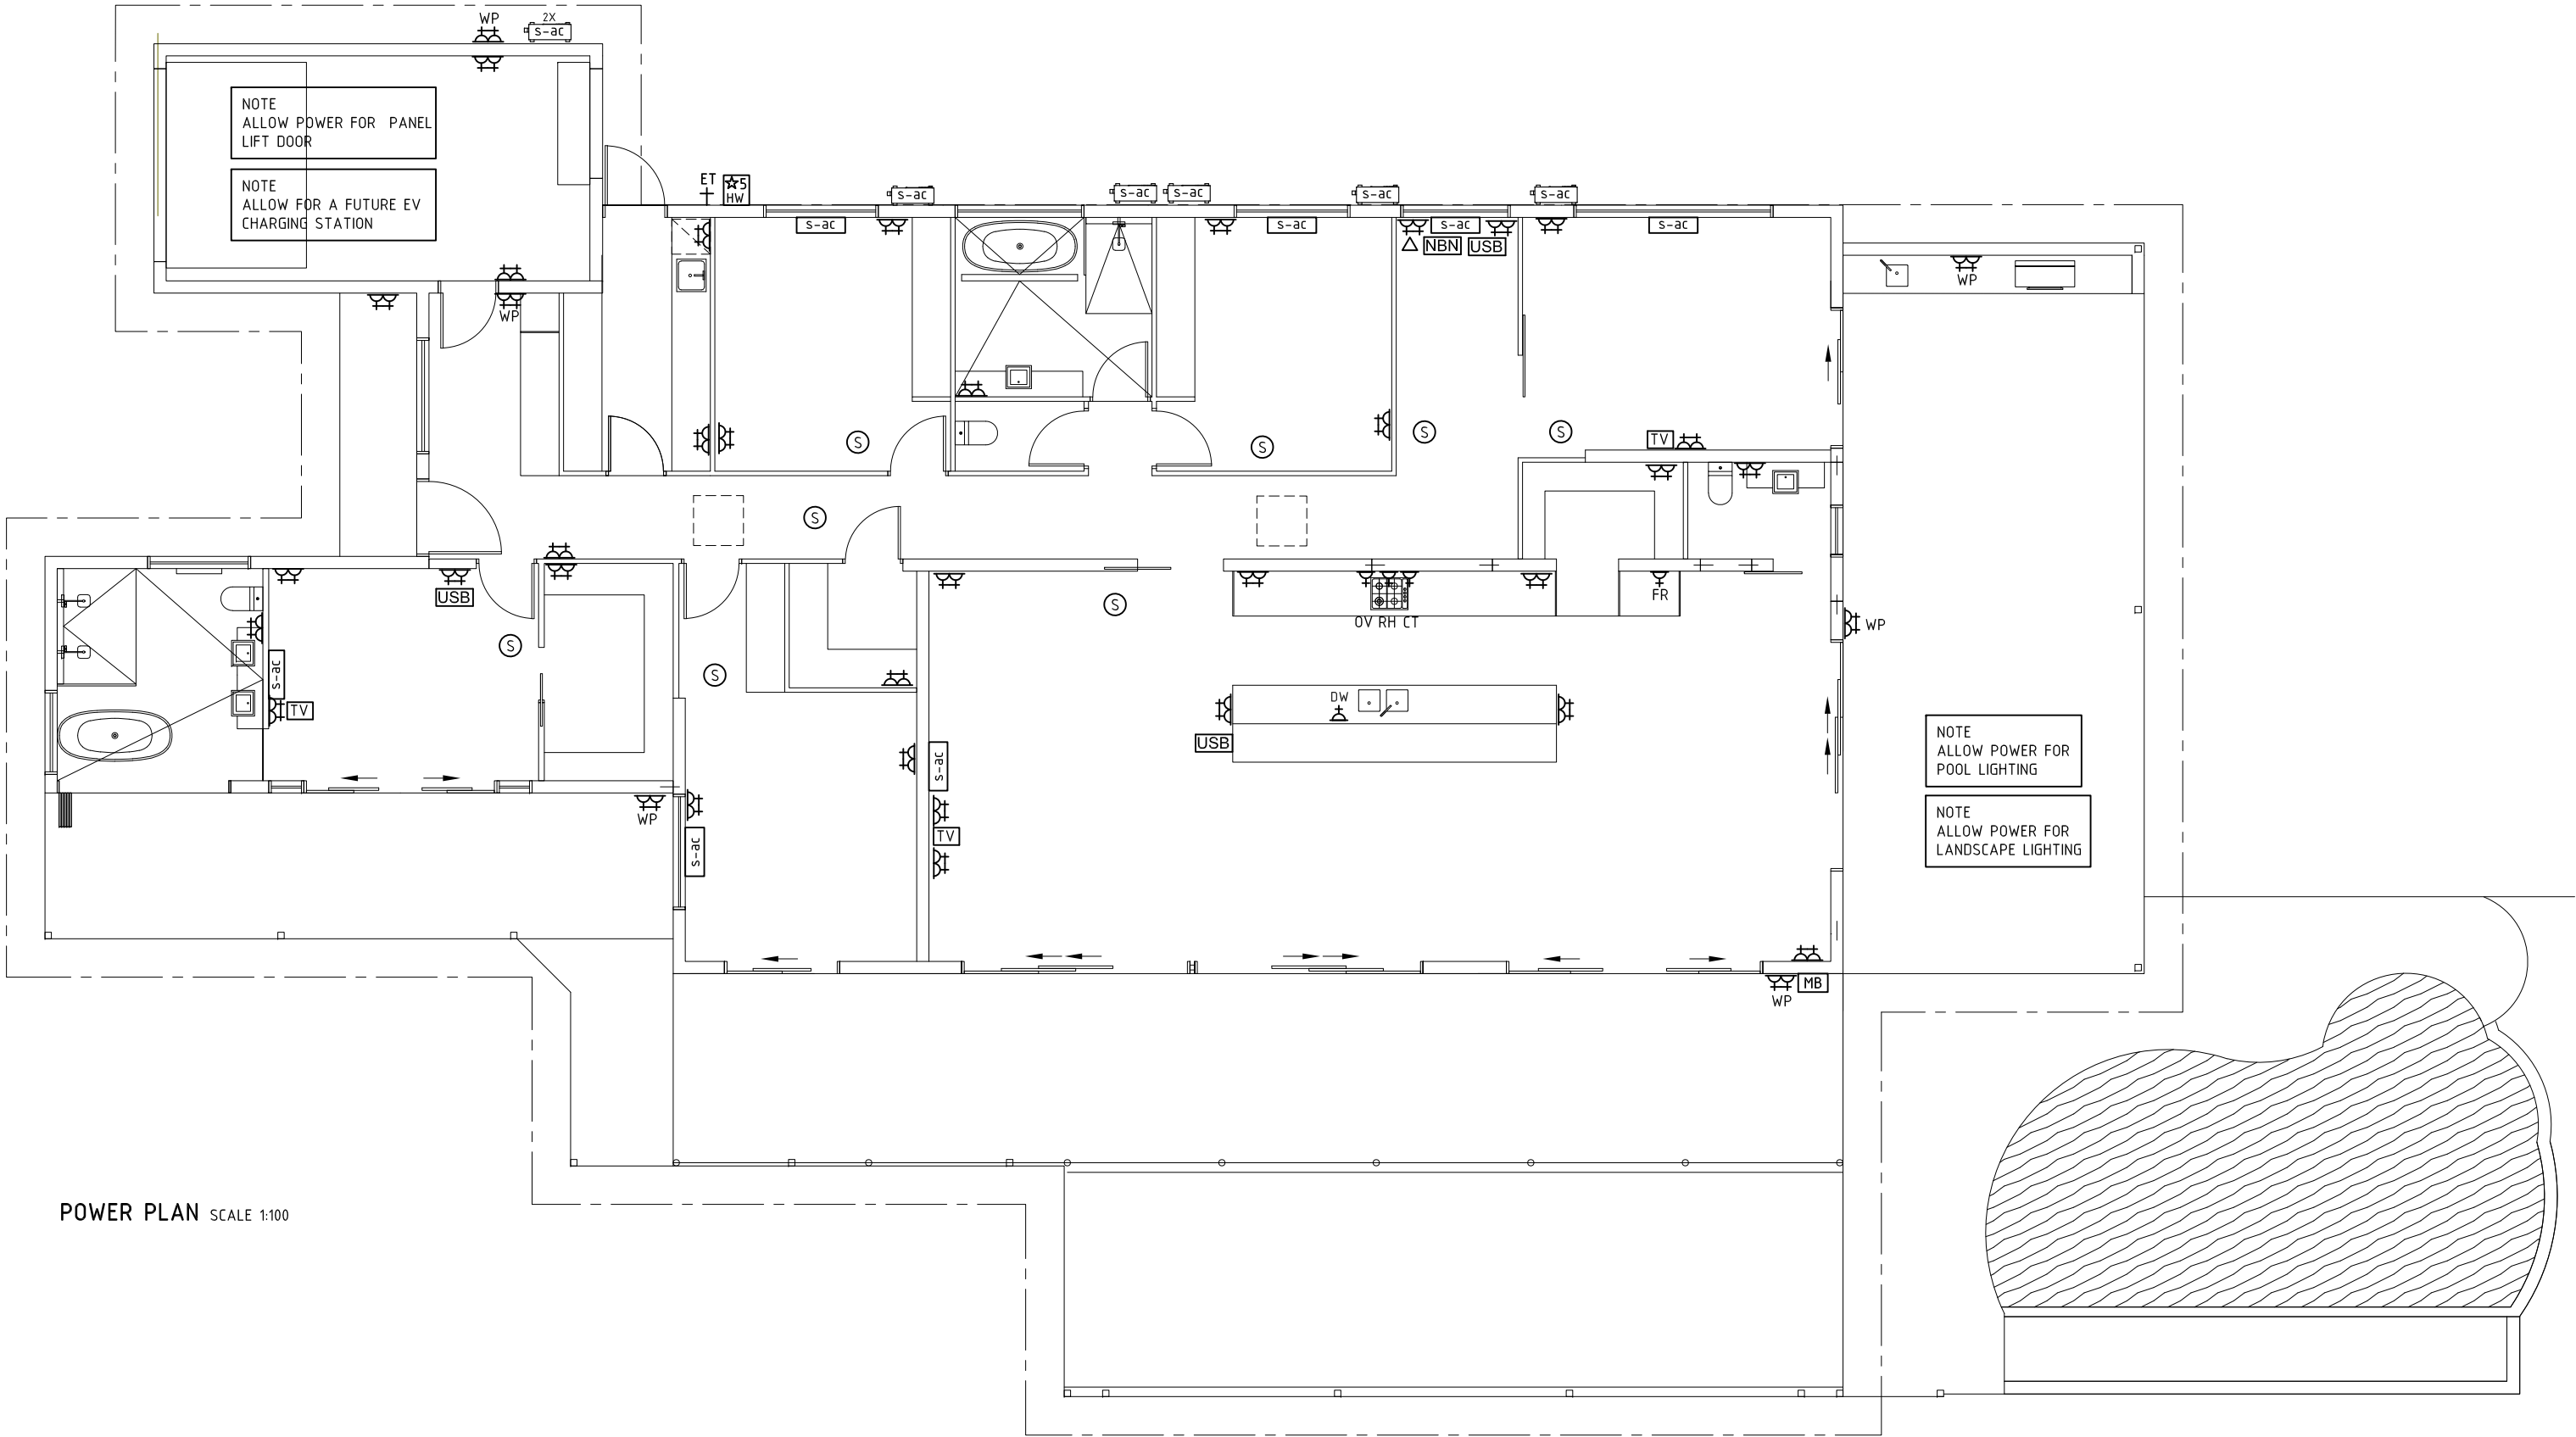 WP
2X
s-ac
NOTE
ALLOW POWER FOR PANEL
LIFT DOOR
NOTE
ALLOW FOR A FUTURE EV
CHARGING STATION
ET
☆5
HW
s-ac
s-ac
s-ac
s-ac
s-ac
s-ac
s-ac
s-ac
s-ac
NBN
USB
WP
WP
S
S
S
S
TV
S
USB
FR
S
OV RH CT
WP
S
s-ac
S
TV
DW
USB
s-ac
NOTE
ALLOW POWER FOR
POOL LIGHTING
WP
s-ac
TV
NOTE
ALLOW POWER FOR
LANDSCAPE LIGHTING
MB
WP
POWER PLAN SCALE 1:100